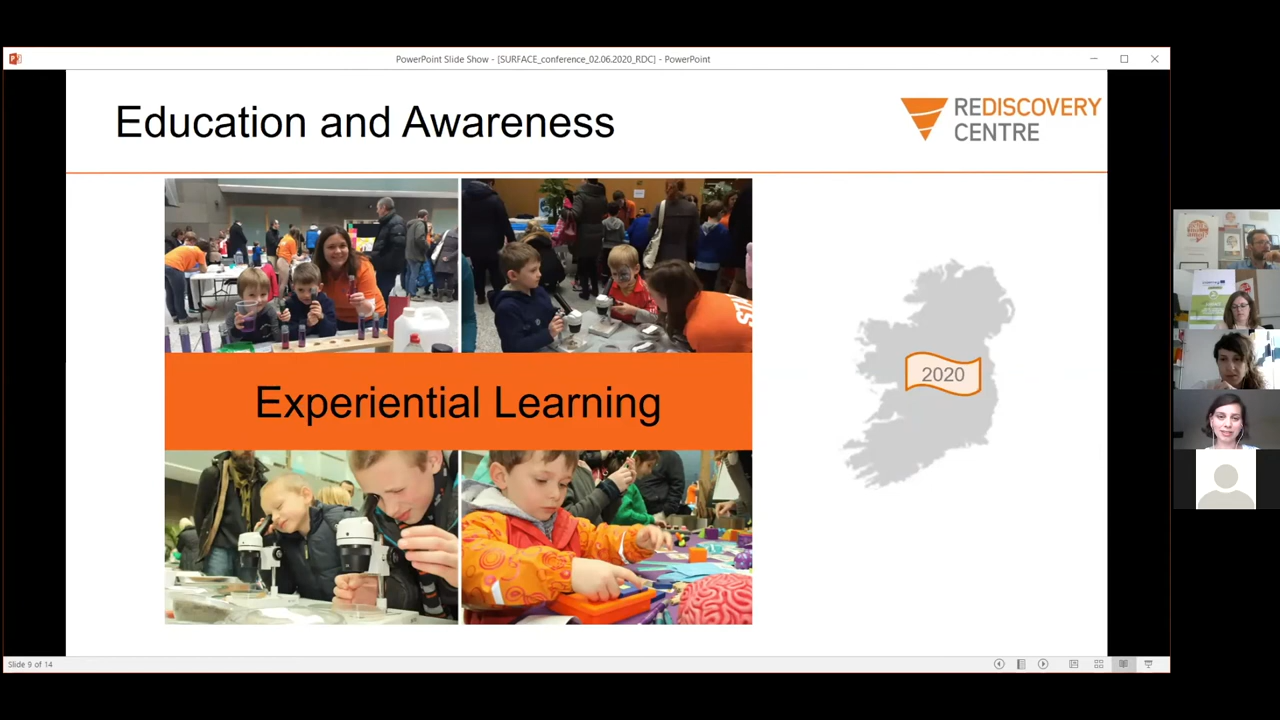 PowerPoint Slide Show - [SURFACE_conference_02.06.2020_RDC] - PowerPoint
Education and Awareness
REDISCOVERY
CENTRE
Experiential Learning
2020
Slide 9 of 14